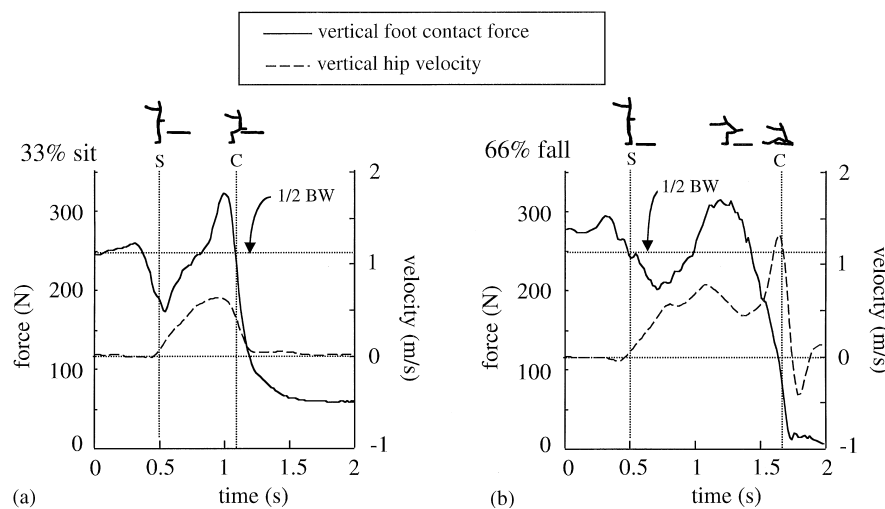 vertical foot contact force
vertical hip velocity
33% sit
S
C
1/2 BW
2
1
0
-1
300
200
100
0
force (N)
velocity (m/s)
0
0.5
1
1.5
2
time (s)
(a)
66% fall
S
C
1/2 BW
2
1
0
-1
300
200
100
0
force (N)
velocity (m/s)
0
0.5
1
1.5
2
time (s)
(b)